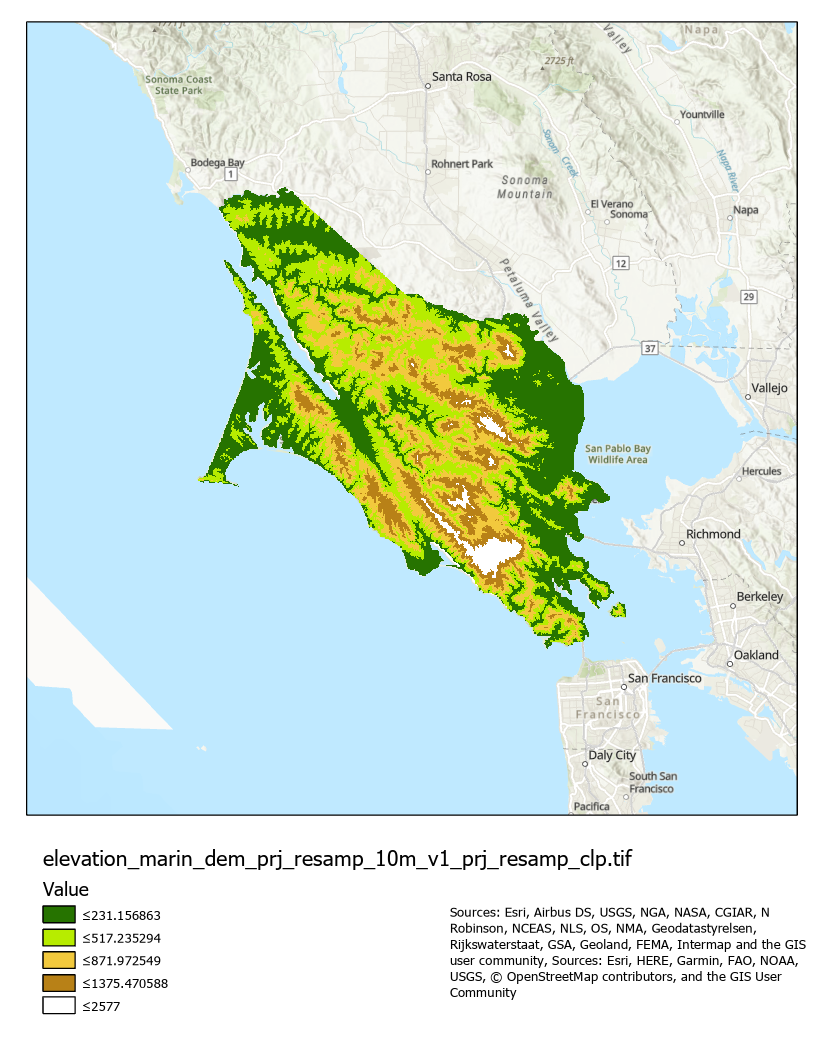 Valley
Napa
2725 ft
Sonoma Coast
State Park
Santa Rosa
Yountville
Sonom Creek
Napa River
Bodega Bay
1
Rohnert Park
Sonoma
Mountain
El Verano
Sonoma
Napa
Petaluma Valley
12
29
37
Vallejo
San Pablo Bay
Wildlife Area
Hercules
Richmond
Berkeley
Oakland
San Francisco
San
Francisco
Daly City
South San
Francisco
Pacifica
elevation_marin_dem_prj_resamp_10m_v1_prj_resamp_clp.tif
Value
≤231.156863
≤517.235294
≤871.972549
≤1375.470588
≤2577
Sources: Esri, Airbus DS, USGS, NGA, NASA, CGIAR, N
Robinson, NCEAS, NLS, OS, NMA, Geodatastyrelsen,
Rijkswaterstaat, GSA, Geoland, FEMA, Intermap and the GIS
user community, Sources: Esri, HERE, Garmin, FAO, NOAA,
USGS, © OpenStreetMap contributors, and the GIS User
Community